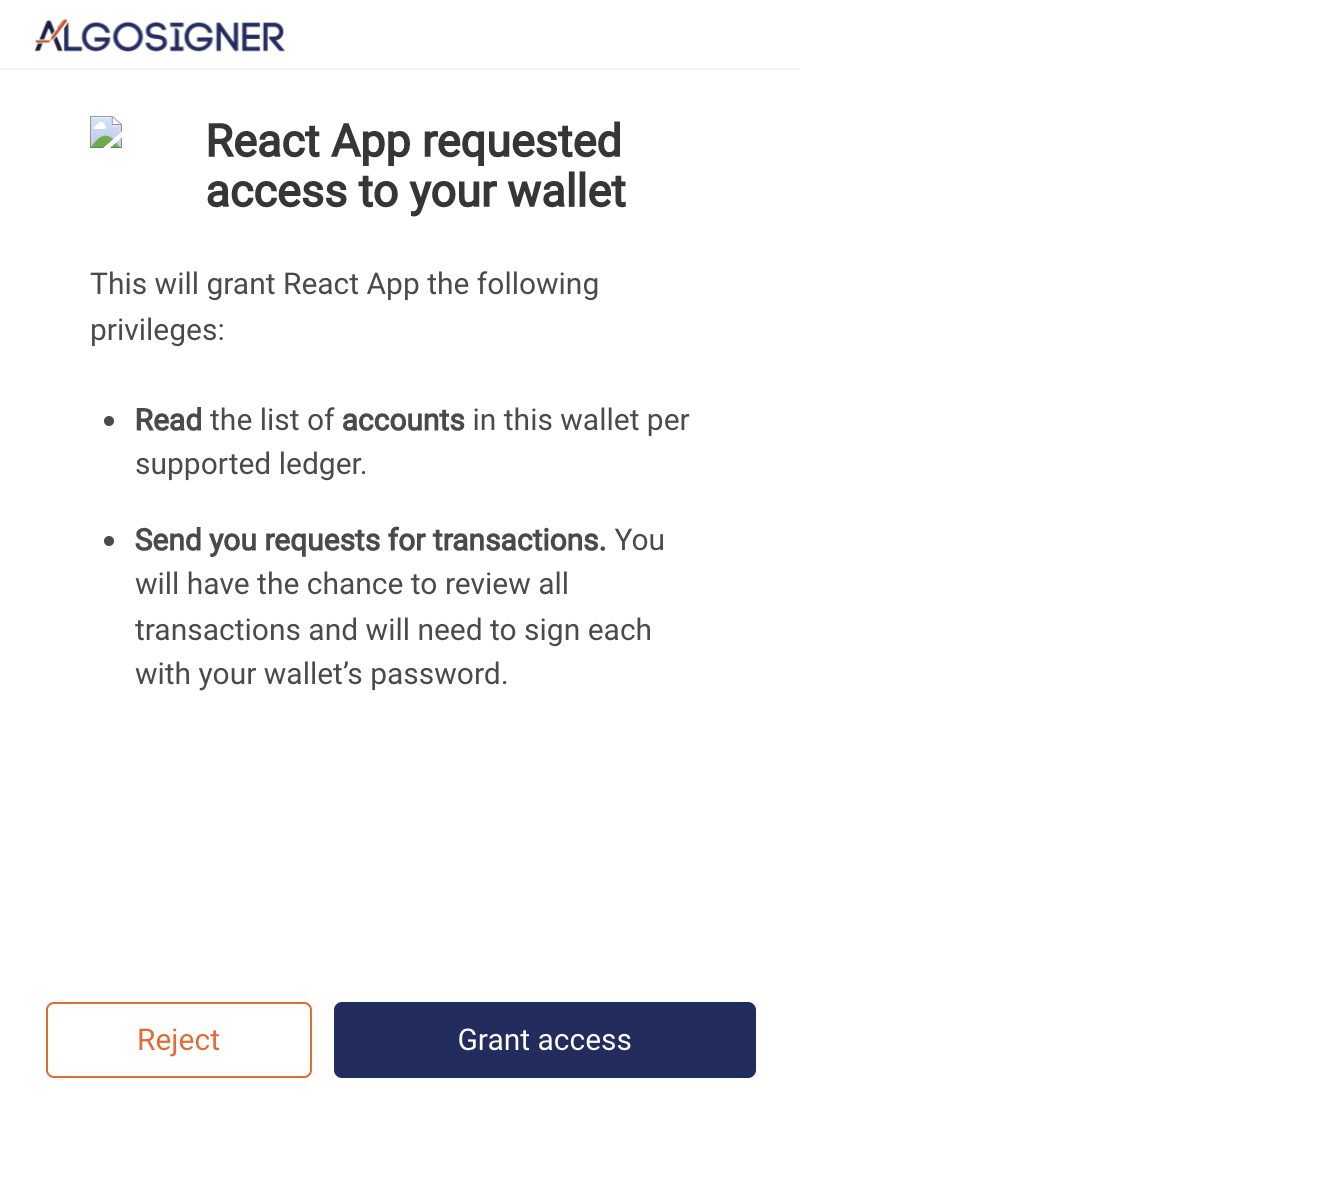 ALGOSIGNER
React App requested
access to your wallet
This will grant React App the following
privileges:
• Read the list of accounts in this wallet per
supported ledger.
• Send you requests for transactions. You
will have the chance to review all
transactions and will need to sign each
with your wallet’s password.
Reject
Grant access